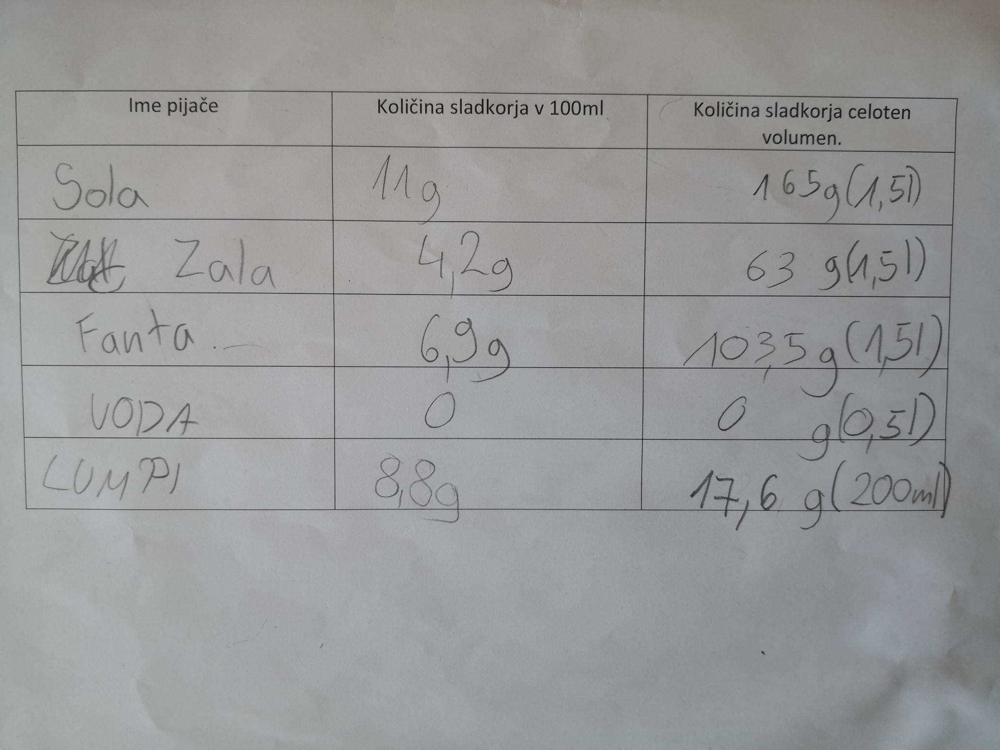 Ime pijače Količina sladkorja v 100ml Količina sladkorja celoten
volumen.
Sola 11g 165g(1,5l)
Zala 4,2g 63 g(1,5l)
Fanta. 6,9g 103,5g(1,5l)
VODA 0 0 g(0,5l)
LUMPI 8,8g 17,6 g(200ml)